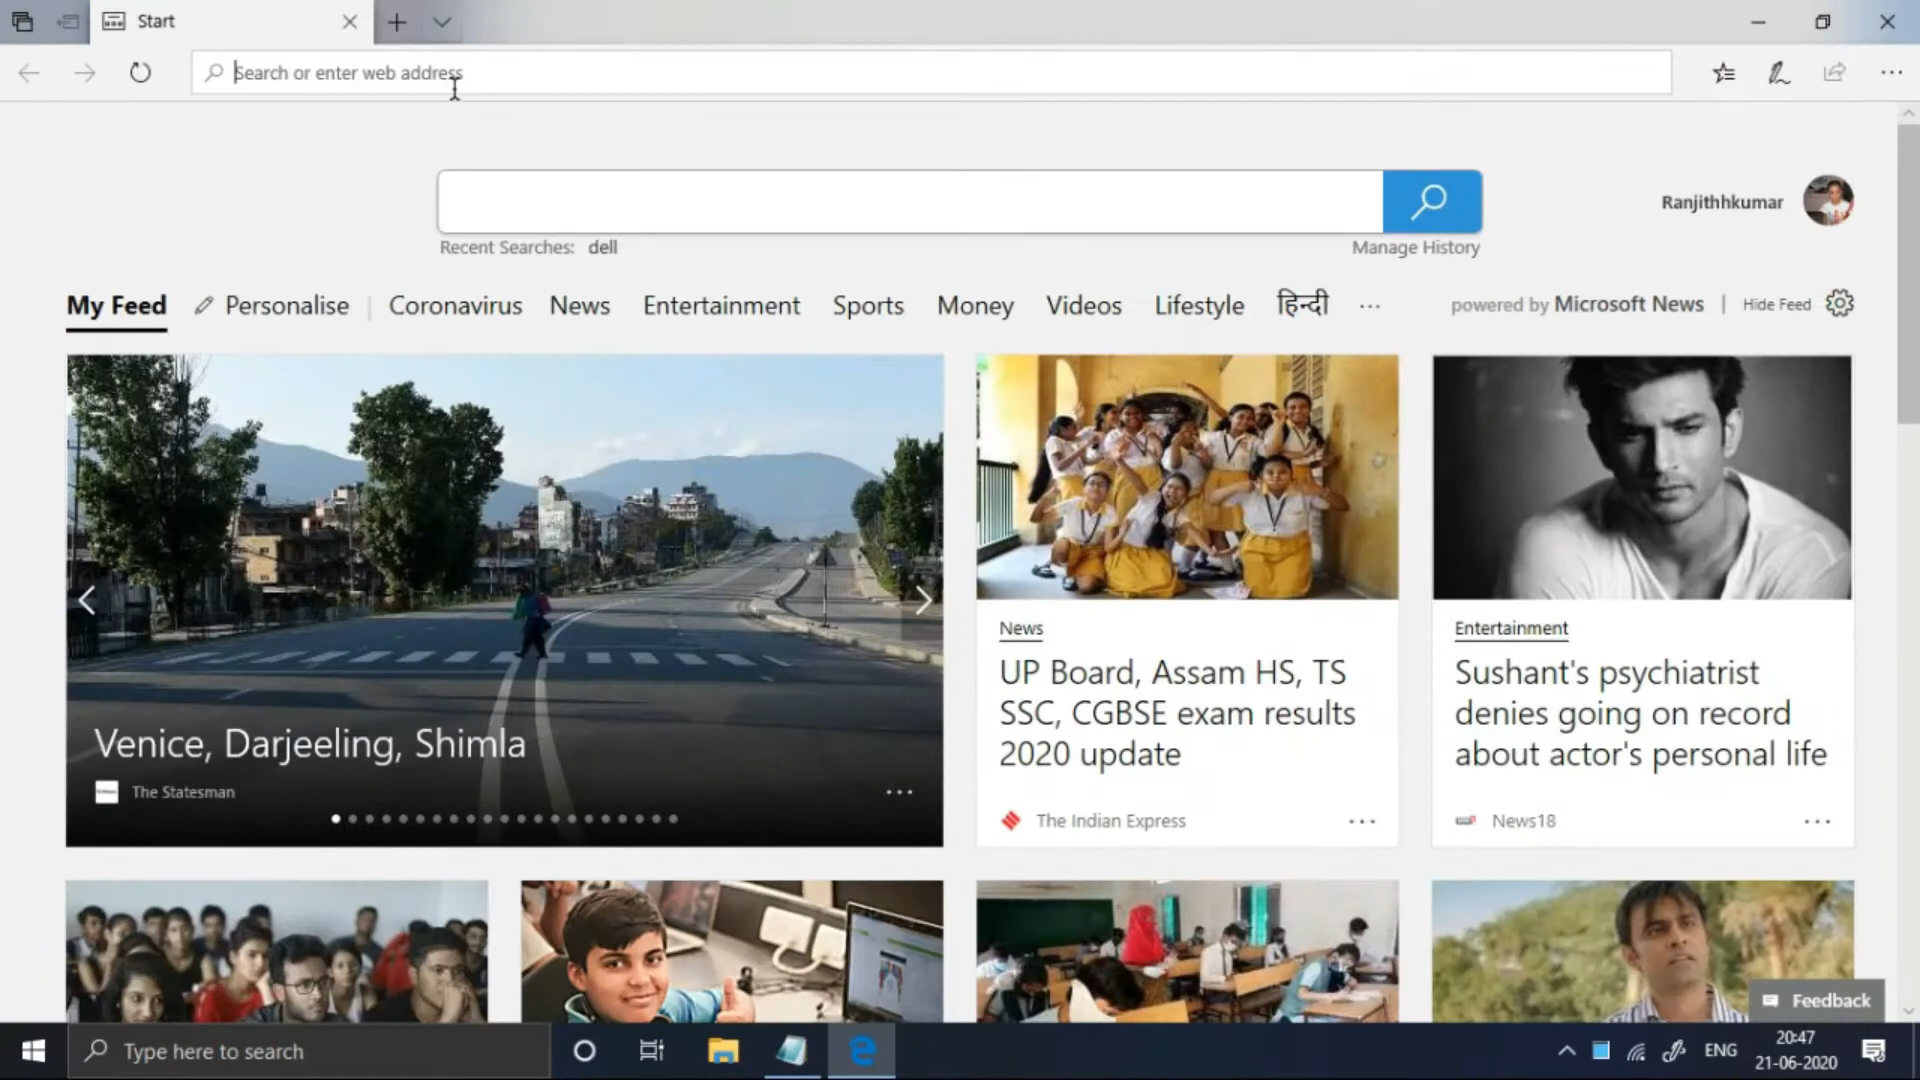 Start
Search or enter web address
Ranjithhkumar
Recent Searches: dell
Manage History
My Feed
Personalise
Coronavirus
News
Entertainment
Sports
Money
Videos
Lifestyle
हिन्दी
powered by Microsoft News
Hide Feed
Venice, Darjeeling, Shimla
The Statesman
News
UP Board, Assam HS, TS
SSC, CGBSE exam results
2020 update
The Indian Express
Entertainment
Sushant's psychiatrist
denies going on record
about actor's personal life
News18
Feedback
Type here to search
ENG
20:47
21-06-2020